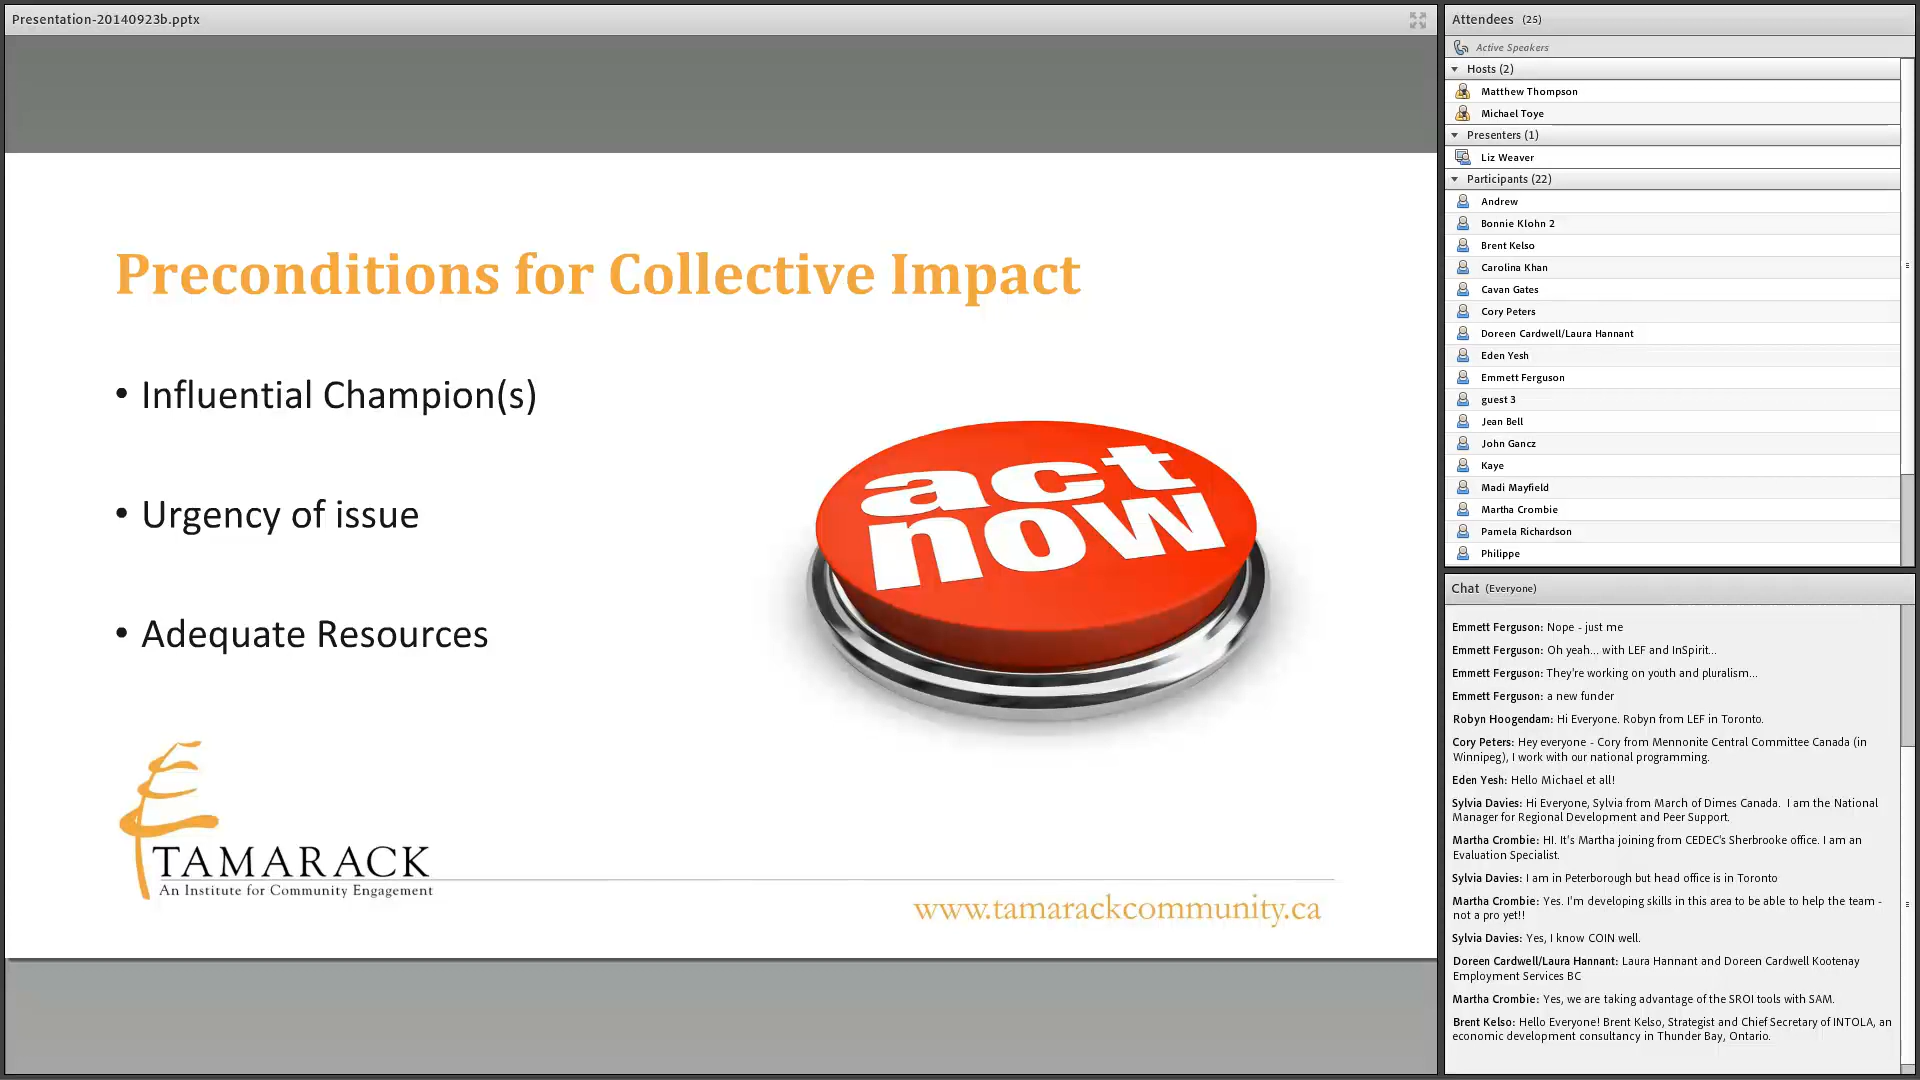 Presentation-20140923b.pptx
Preconditions for Collective Impact
• Influential Champion(s)
• Urgency of issue
• Adequate Resources
act
now
TAMARACK
An Institute for Community Engagement
www.tamarackcommunity.ca
Attendees (25)
Active Speakers
Hosts (2)
Matthew Thompson
Michael Toye
Presenters (1)
Liz Weaver
Participants (22)
Andrew
Bonnie Klohn 2
Brent Kelso
Carolina Khan
Cavan Gates
Cory Peters
Doreen Cardwell/Laura Hannant
Eden Yesh
Emmett Ferguson
guest 3
Jean Bell
John Gancz
Kaye
Madi Mayfield
Martha Crombie
Pamela Richardson
Philippe
Chat (Everyone)
Emmett Ferguson: Nope - just me
Emmett Ferguson: Oh yeah... with LEF and InSpirit...
Emmett Ferguson: They're working on youth and pluralism...
Emmett Ferguson: a new funder
Robyn Hoogendam: Hi Everyone. Robyn from LEF in Toronto.
Cory Peters: Hey everyone - Cory from Mennonite Central Committee Canada (in
Winnipeg), I work with our national programming.
Eden Yesh: Hello Michael et all!
Sylvia Davies: Hi Everyone, Sylvia from March of Dimes Canada. I am the National
Manager for Regional Development and Peer Support.
Martha Crombie: HI. It's Martha joining from CEDEC's Sherbrooke office. I am an
Evaluation Specialist.
Sylvia Davies: I am in Peterborough but head office is in Toronto
Martha Crombie: Yes. I'm developing skills in this area to be able to help the team -
not a pro yet!!
Sylvia Davies: Yes, I know COIN well.
Doreen Cardwell/Laura Hannant: Laura Hannant and Doreen Cardwell Kootenay
Employment Services BC
Martha Crombie: Yes, we are taking advantage of the SROI tools with SAM.
Brent Kelso: Hello Everyone! Brent Kelso, Strategist and Chief Secretary of INTOLA, an
economic development consultancy in Thunder Bay, Ontario.